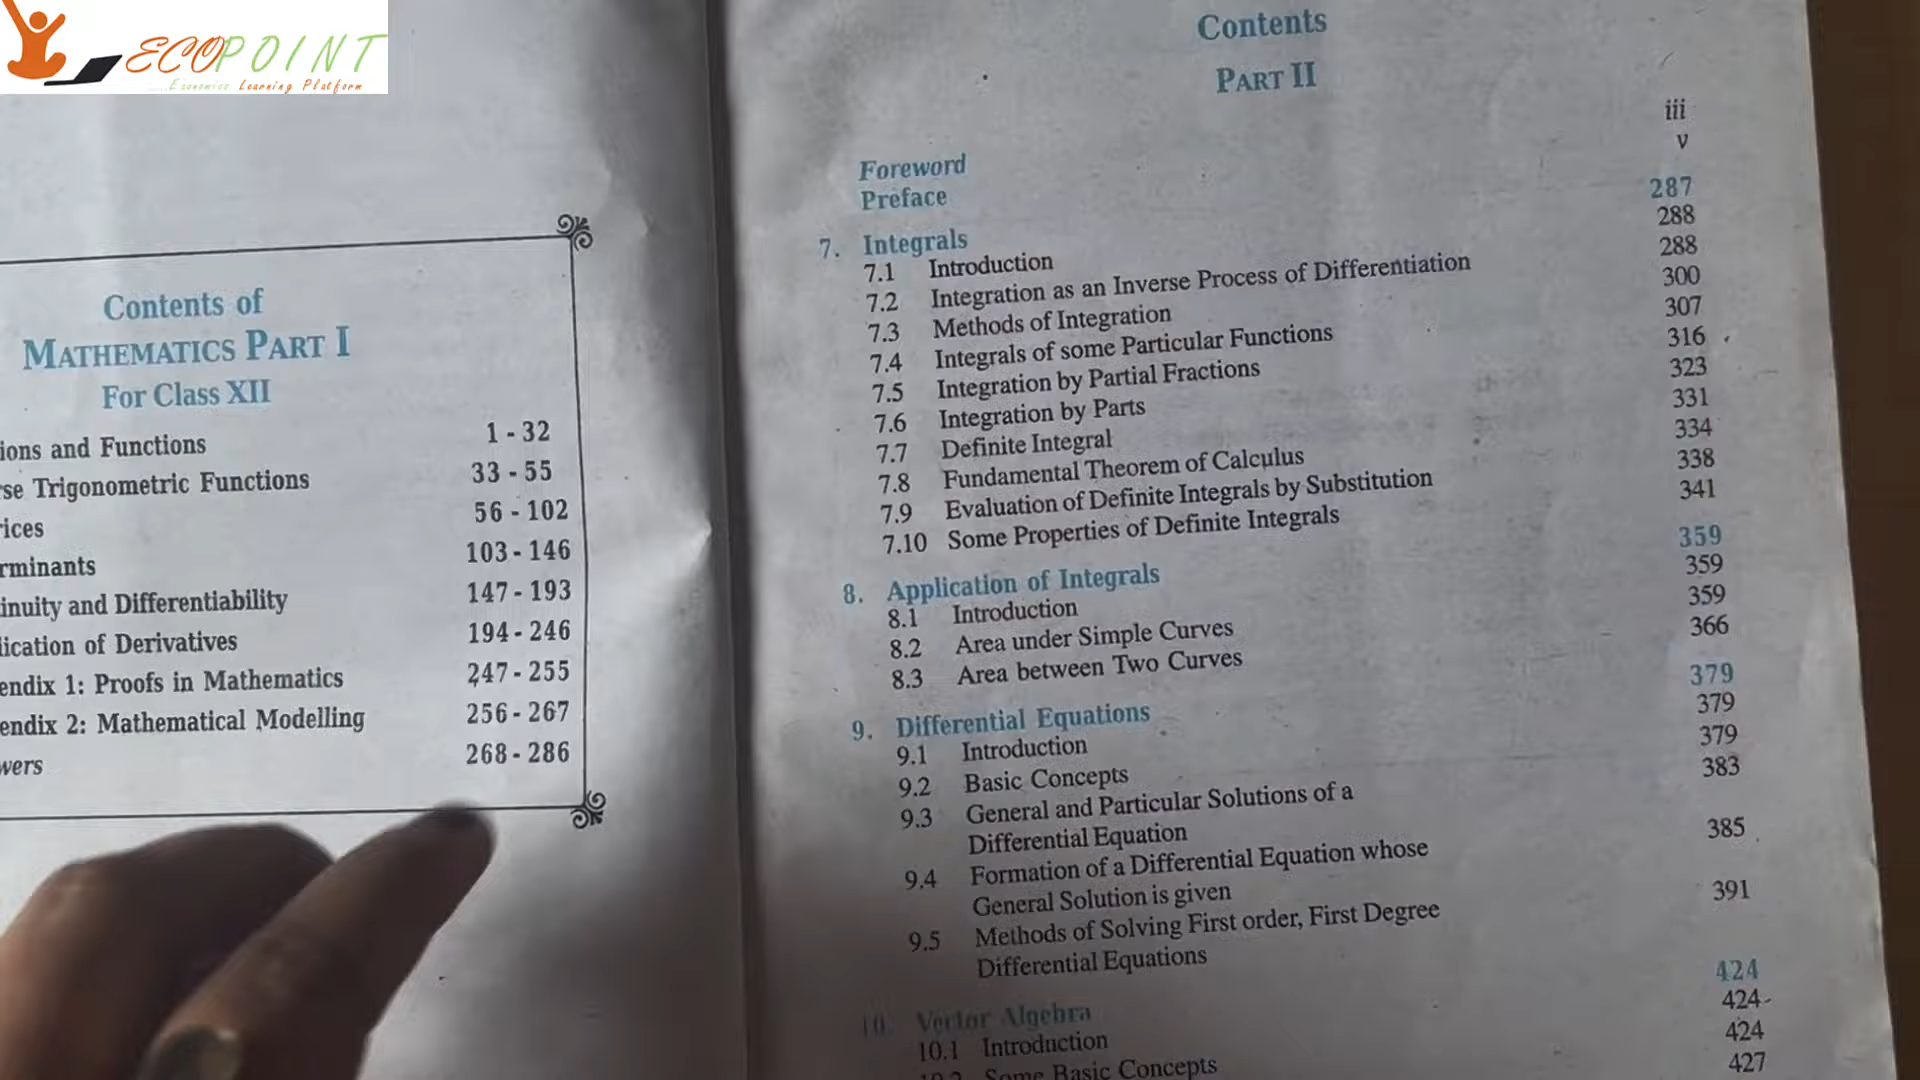 ECOPOINT
....Economics Learning Platform
Contents of
MATHEMATICS PART I
For Class XII
ions and Functions 1 - 32
se Trigonometric Functions 33 - 55
rices 56 - 102
rminants 103 - 146
inuity and Differentiability 147 - 193
lication of Derivatives 194 - 246
endix 1: Proofs in Mathematics 247 - 255
endix 2: Mathematical Modelling 256 - 267
wers 268 - 286
Contents
PART II
Foreword iii
Preface v
7. Integrals 287
7.1 Introduction 288
7.2 Integration as an Inverse Process of Differentiation 288
7.3 Methods of Integration 300
7.4 Integrals of some Particular Functions 307
7.5 Integration by Partial Fractions 316
7.6 Integration by Parts 323
7.7 Definite Integral 331
7.8 Fundamental Theorem of Calculus 334
7.9 Evaluation of Definite Integrals by Substitution 338
7.10 Some Properties of Definite Integrals 341
8. Application of Integrals 359
8.1 Introduction 359
8.2 Area under Simple Curves 359
8.3 Area between Two Curves 366
9. Differential Equations 379
9.1 Introduction 379
9.2 Basic Concepts 379
9.3 General and Particular Solutions of a 383
Differential Equation
9.4 Formation of a Differential Equation whose 385
General Solution is given
9.5 Methods of Solving First order, First Degree 391
Differential Equations
10. Vector Algebra 424
10.1 Introduction 424
10.2 Some Basic Concepts 424
427